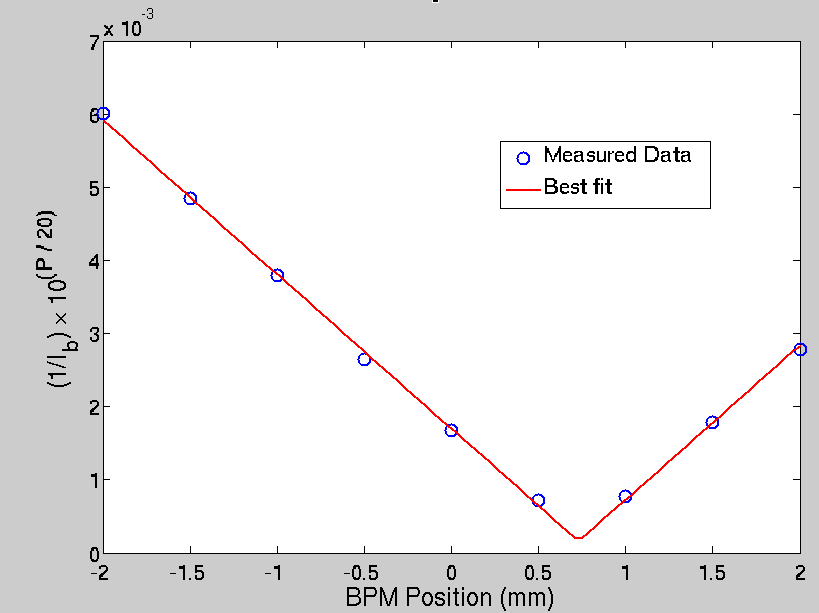 × 10^-3
7
6
5
4
3
2
1
0
(1/I_b) × 10^(P / 20)
Measured Data
Best fit
-2 -1.5 -1 -0.5 0 0.5 1 1.5 2
BPM Position (mm)